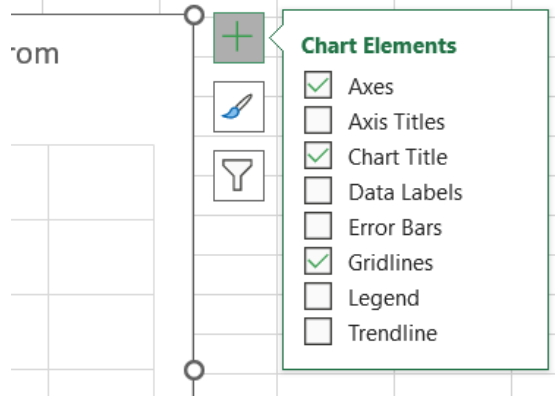 rom
Chart Elements
Axes
Axis Titles
Chart Title
Data Labels
Error Bars
Gridlines
Legend
Trendline